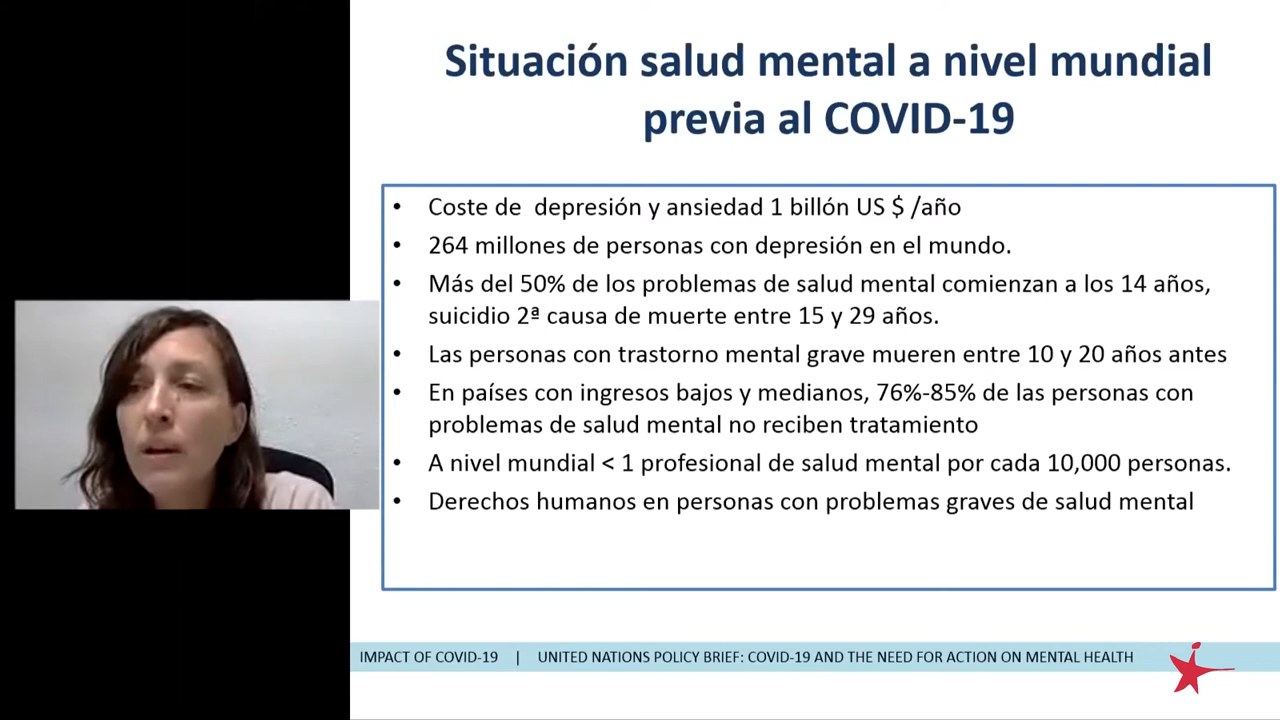 Situación salud mental a nivel mundial
previa al COVID-19
• Coste de depresión y ansiedad 1 billón US $ /año
• 264 millones de personas con depresión en el mundo.
• Más del 50% de los problemas de salud mental comienzan a los 14 años,
suicidio 2ª causa de muerte entre 15 y 29 años.
• Las personas con trastorno mental grave mueren entre 10 y 20 años antes
• En países con ingresos bajos y medianos, 76%-85% de las personas con
problemas de salud mental no reciben tratamiento
• A nivel mundial < 1 profesional de salud mental por cada 10,000 personas.
• Derechos humanos en personas con problemas graves de salud mental
IMPACT OF COVID-19 | UNITED NATIONS POLICY BRIEF: COVID-19 AND THE NEED FOR ACTION ON MENTAL HEALTH